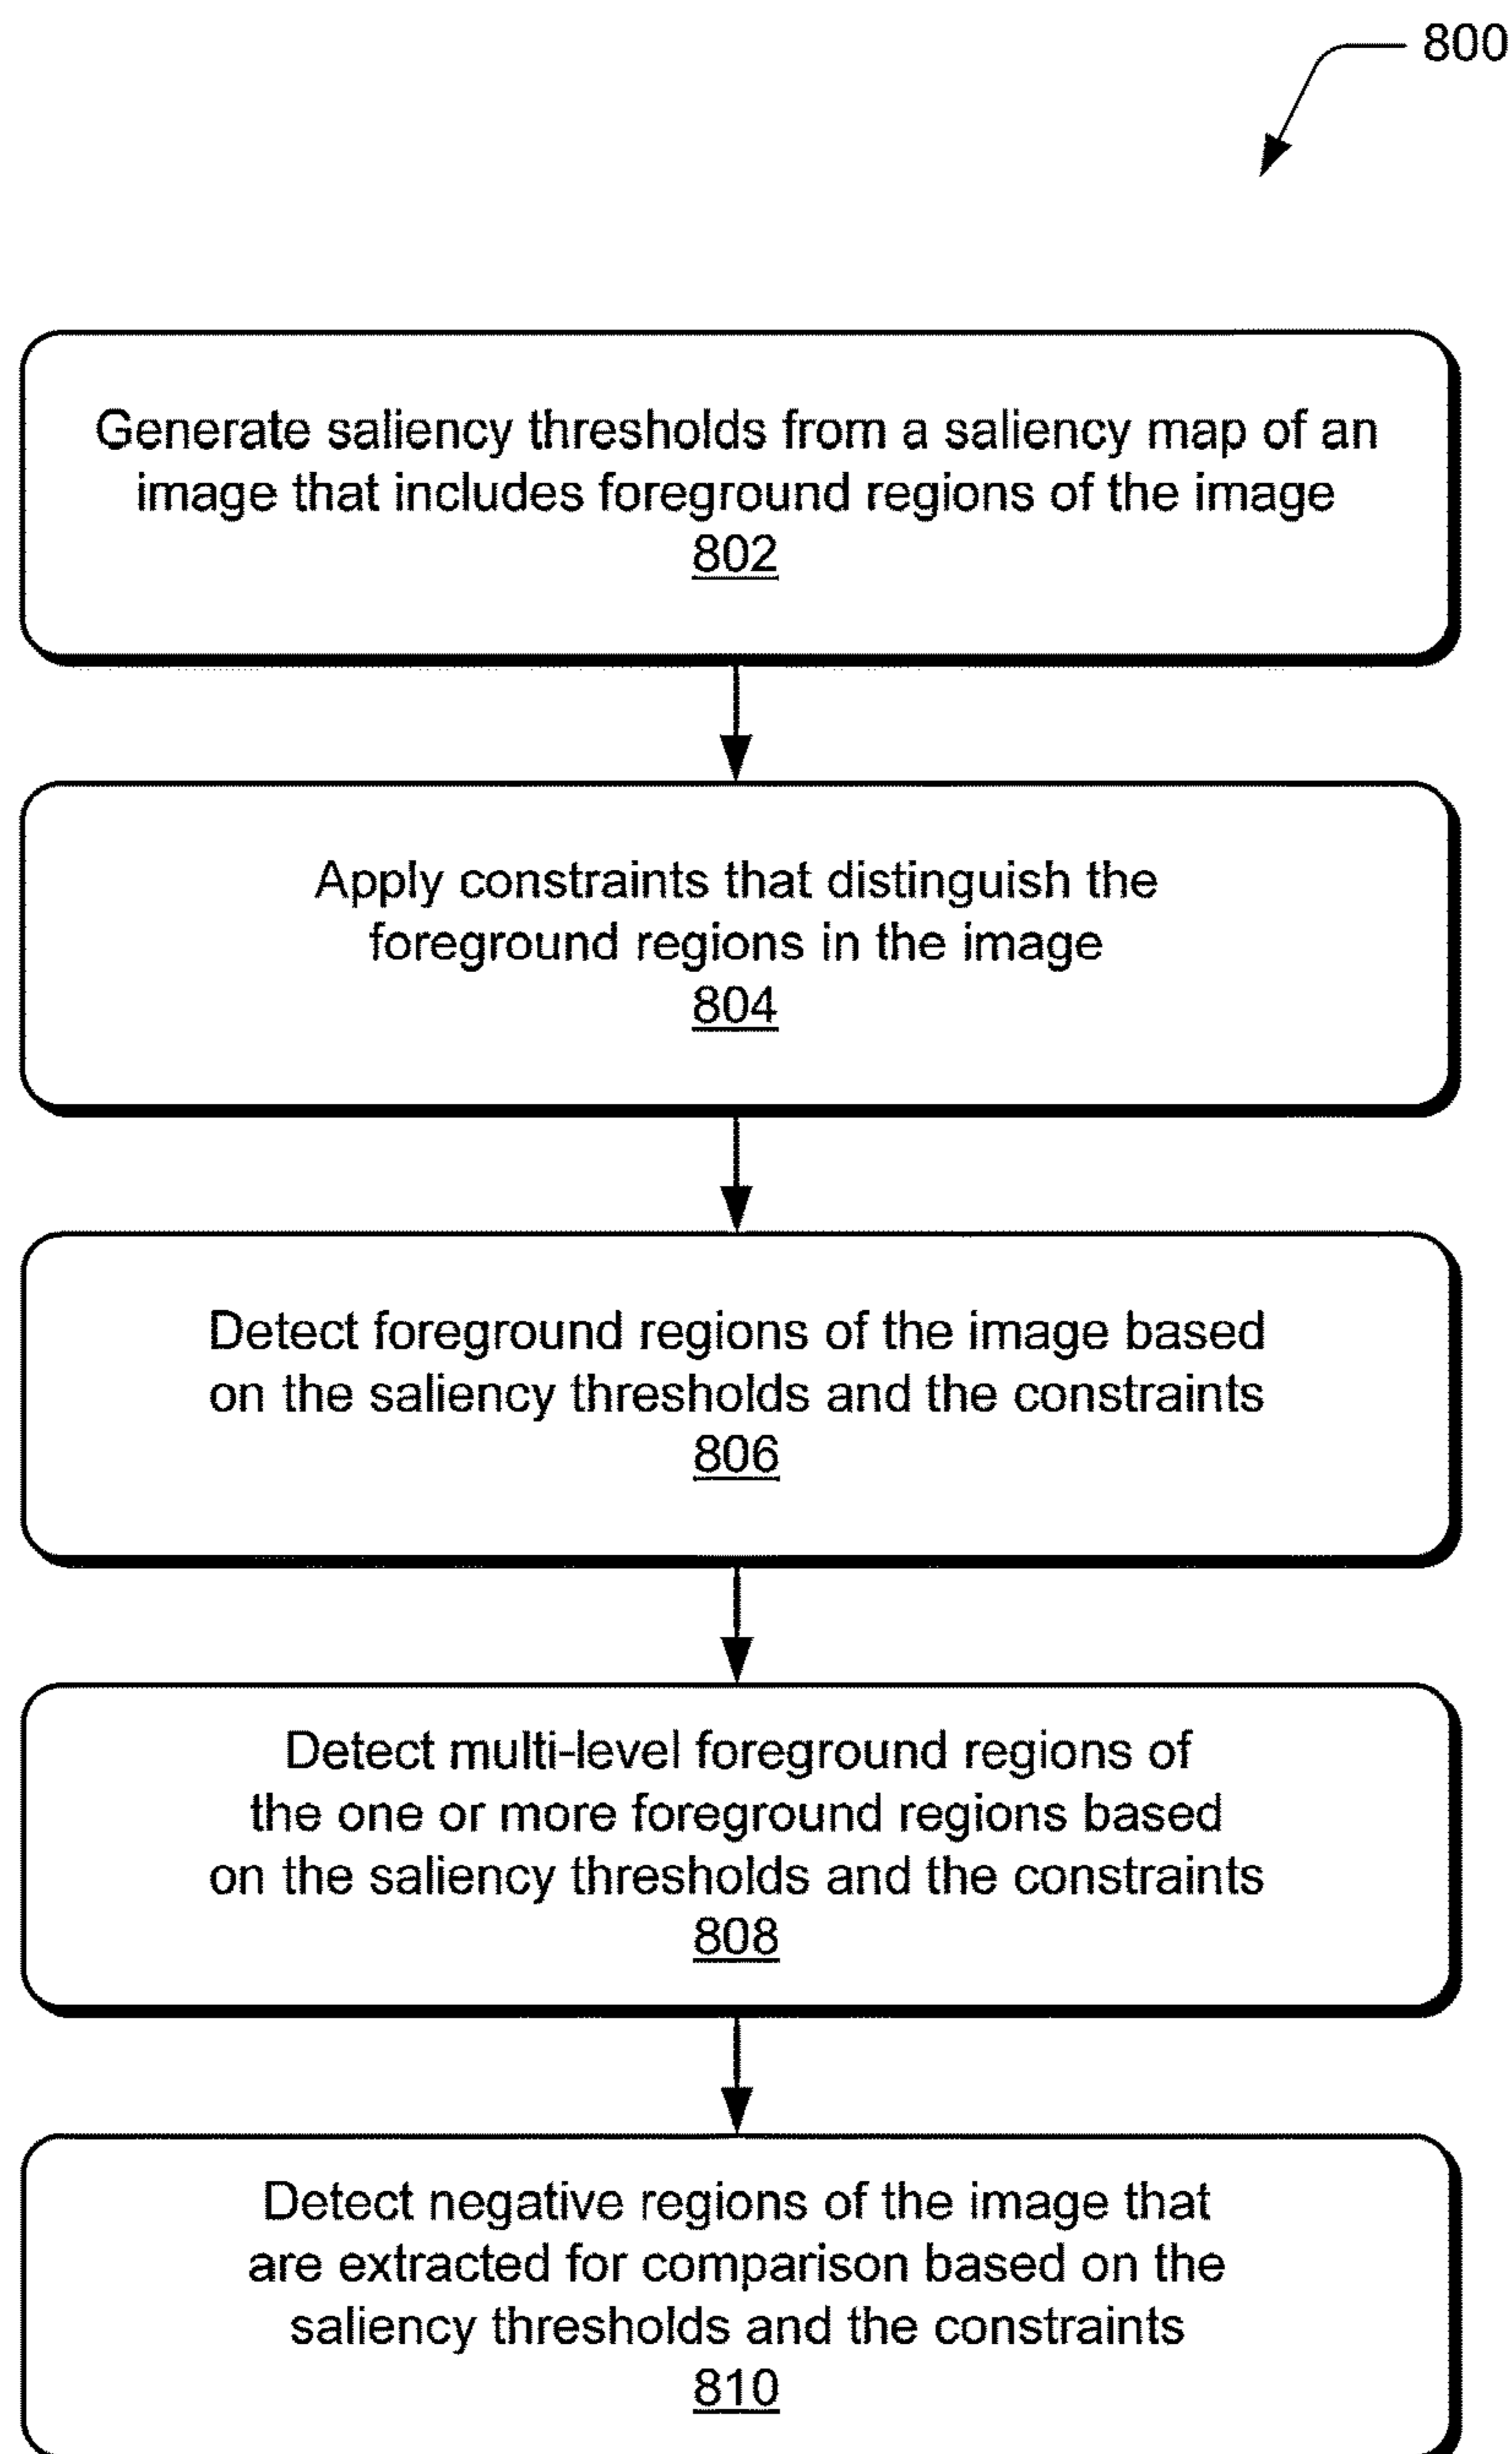 800
Generate saliency thresholds from a saliency map of an
image that includes foreground regions of the image
802
Apply constraints that distinguish the
foreground regions in the image
804
Detect foreground regions of the image based
on the saliency thresholds and the constraints
806
Detect multi-level foreground regions of
the one or more foreground regions based
on the saliency thresholds and the constraints
808
Detect negative regions of the image that
are extracted for comparison based on the
saliency thresholds and the constraints
810